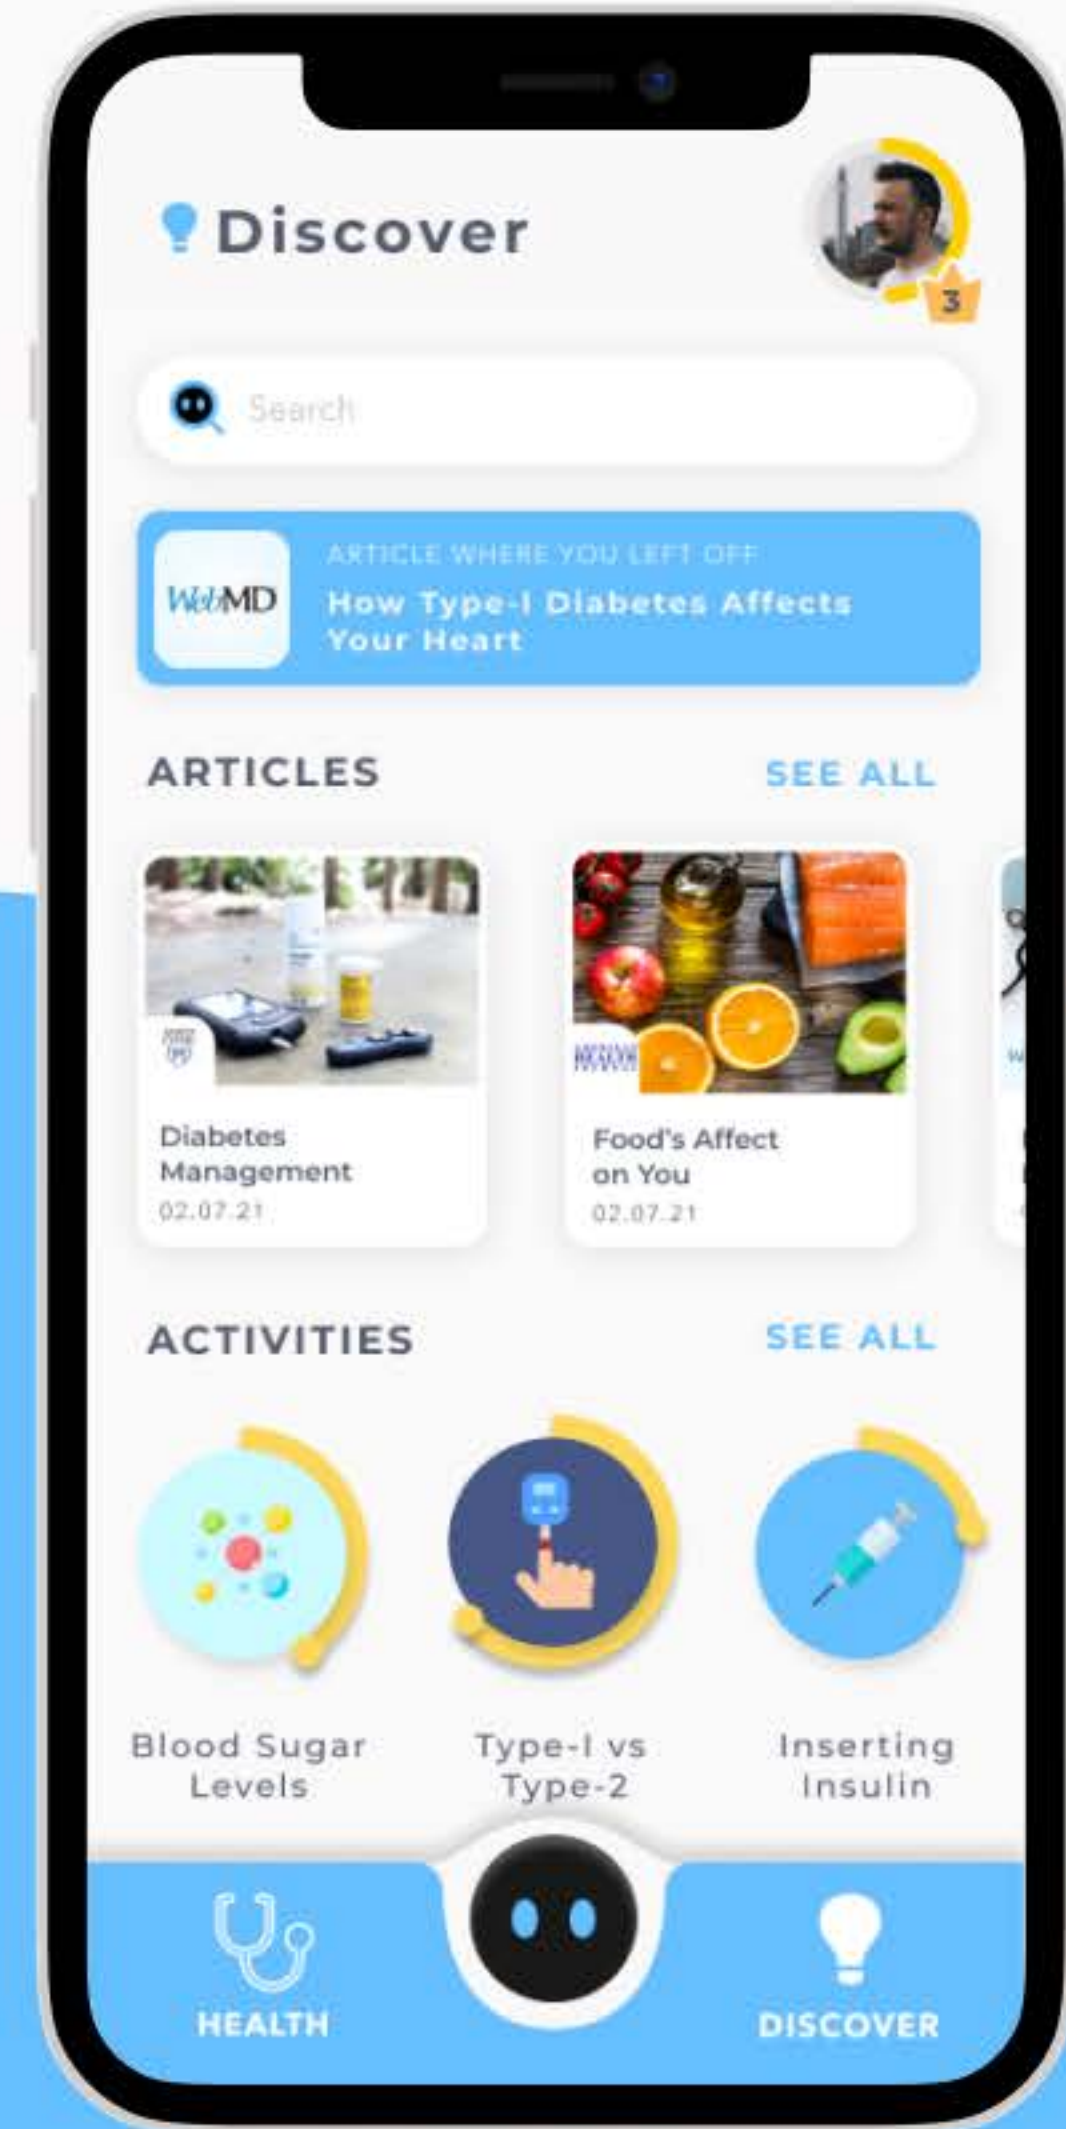 Discover
3
Search
WebMD
ARTICLE WHERE YOU LEFT OFF
How Type-I Diabetes Affects
Your Heart
ARTICLES
SEE ALL
HEALTH
Diabetes
Management
02.07.21
Food's Affect
on You
02.07.21
ACTIVITIES
SEE ALL
Blood Sugar
Levels
Type-I vs
Type-2
Inserting
Insulin
HEALTH
DISCOVER